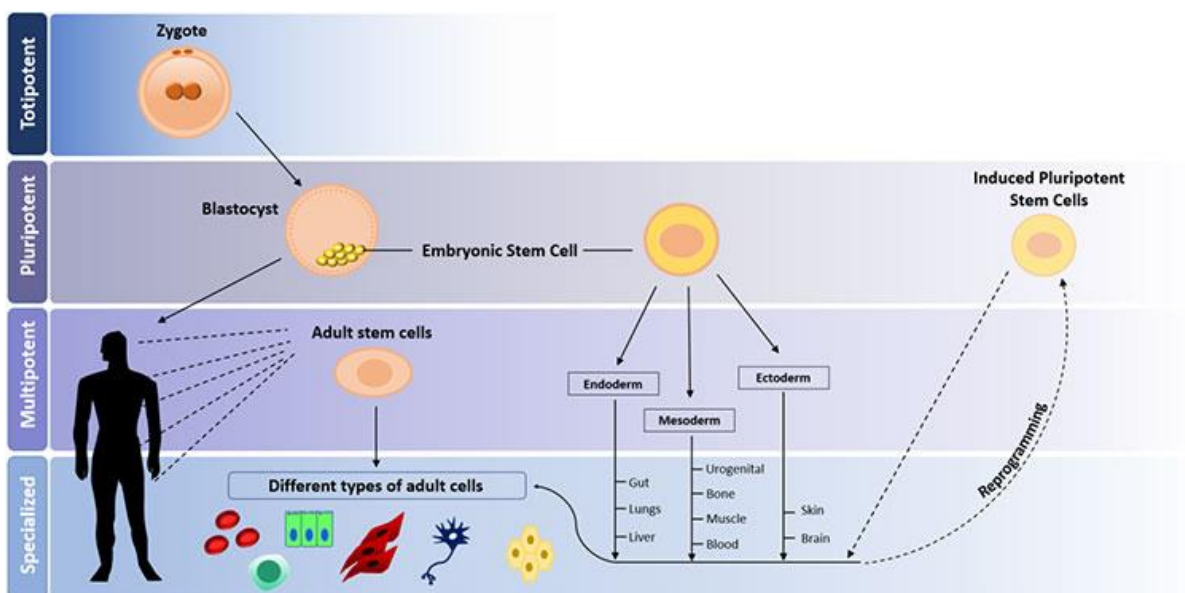 Totipotent
Zygote
Pluripotent
Blastocyst
Embryonic Stem Cell
Induced Pluripotent
Stem Cells
Multipotent
Adult stem cells
Endoderm
Mesoderm
Ectoderm
Reprogramming
Specialized
Different types of adult cells
Gut
Lungs
Liver
Urogenital
Bone
Muscle
Blood
Skin
Brain